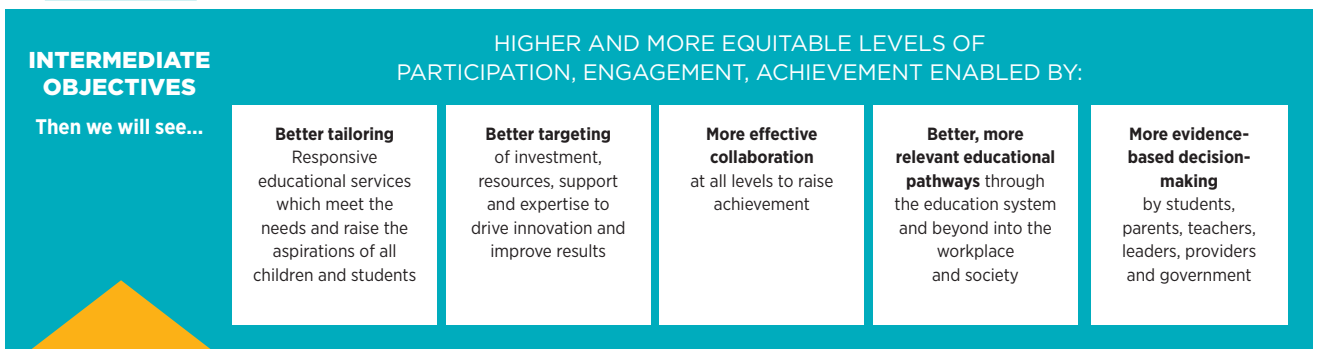 INTERMEDIATE
OBJECTIVES
Then we will see...
HIGHER AND MORE EQUITABLE LEVELS OF
PARTICIPATION, ENGAGEMENT, ACHIEVEMENT ENABLED BY:
Better tailoring
Responsive
educational services
which meet the
needs and raise the
aspirations of all
children and students
Better targeting
of investment,
resources, support
and expertise to
drive innovation and
improve results
More effective
collaboration
at all levels to raise
achievement
Better, more
relevant educational
pathways through
the education system
and beyond into the
workplace
and society
More evidence-
based decision-
making
by students,
parents, teachers,
leaders, providers
and government